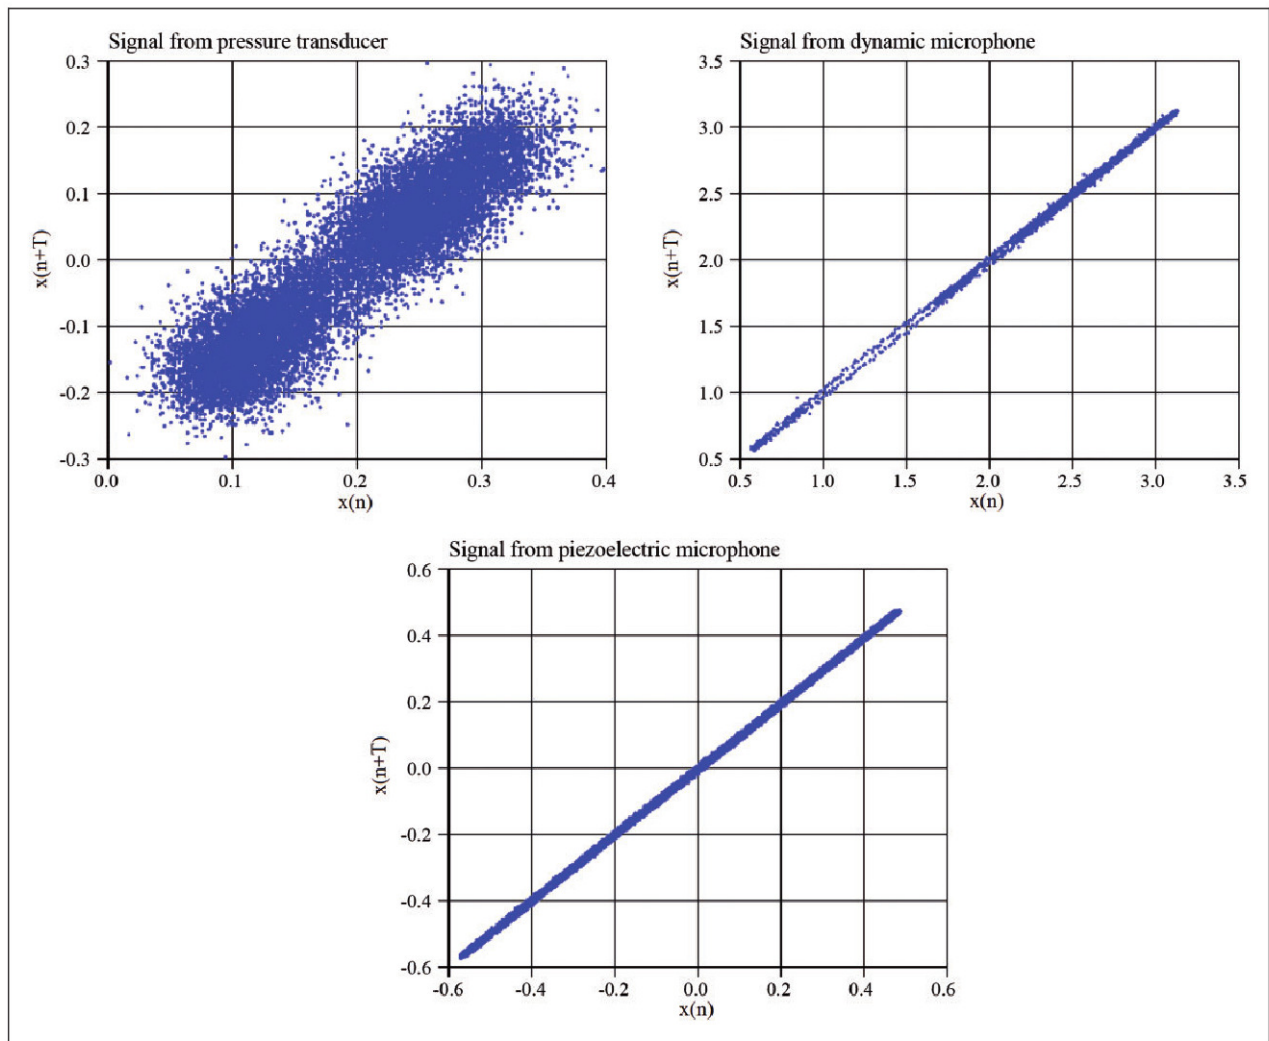 Signal from pressure transducer
0.3
0.2
0.1
0.0
-0.1
-0.2
-0.3
x(n+T)
0.0 0.1 0.2 0.3 0.4
x(n)
Signal from dynamic microphone
3.5
3.0
2.5
2.0
1.5
1.0
0.5
x(n+T)
0.5 1.0 1.5 2.0 2.5 3.0 3.5
x(n)
Signal from piezoelectric microphone
0.6
0.4
0.2
0.0
-0.2
-0.4
-0.6
x(n+T)
-0.6 -0.4 -0.2 0.0 0.2 0.4 0.6
x(n)